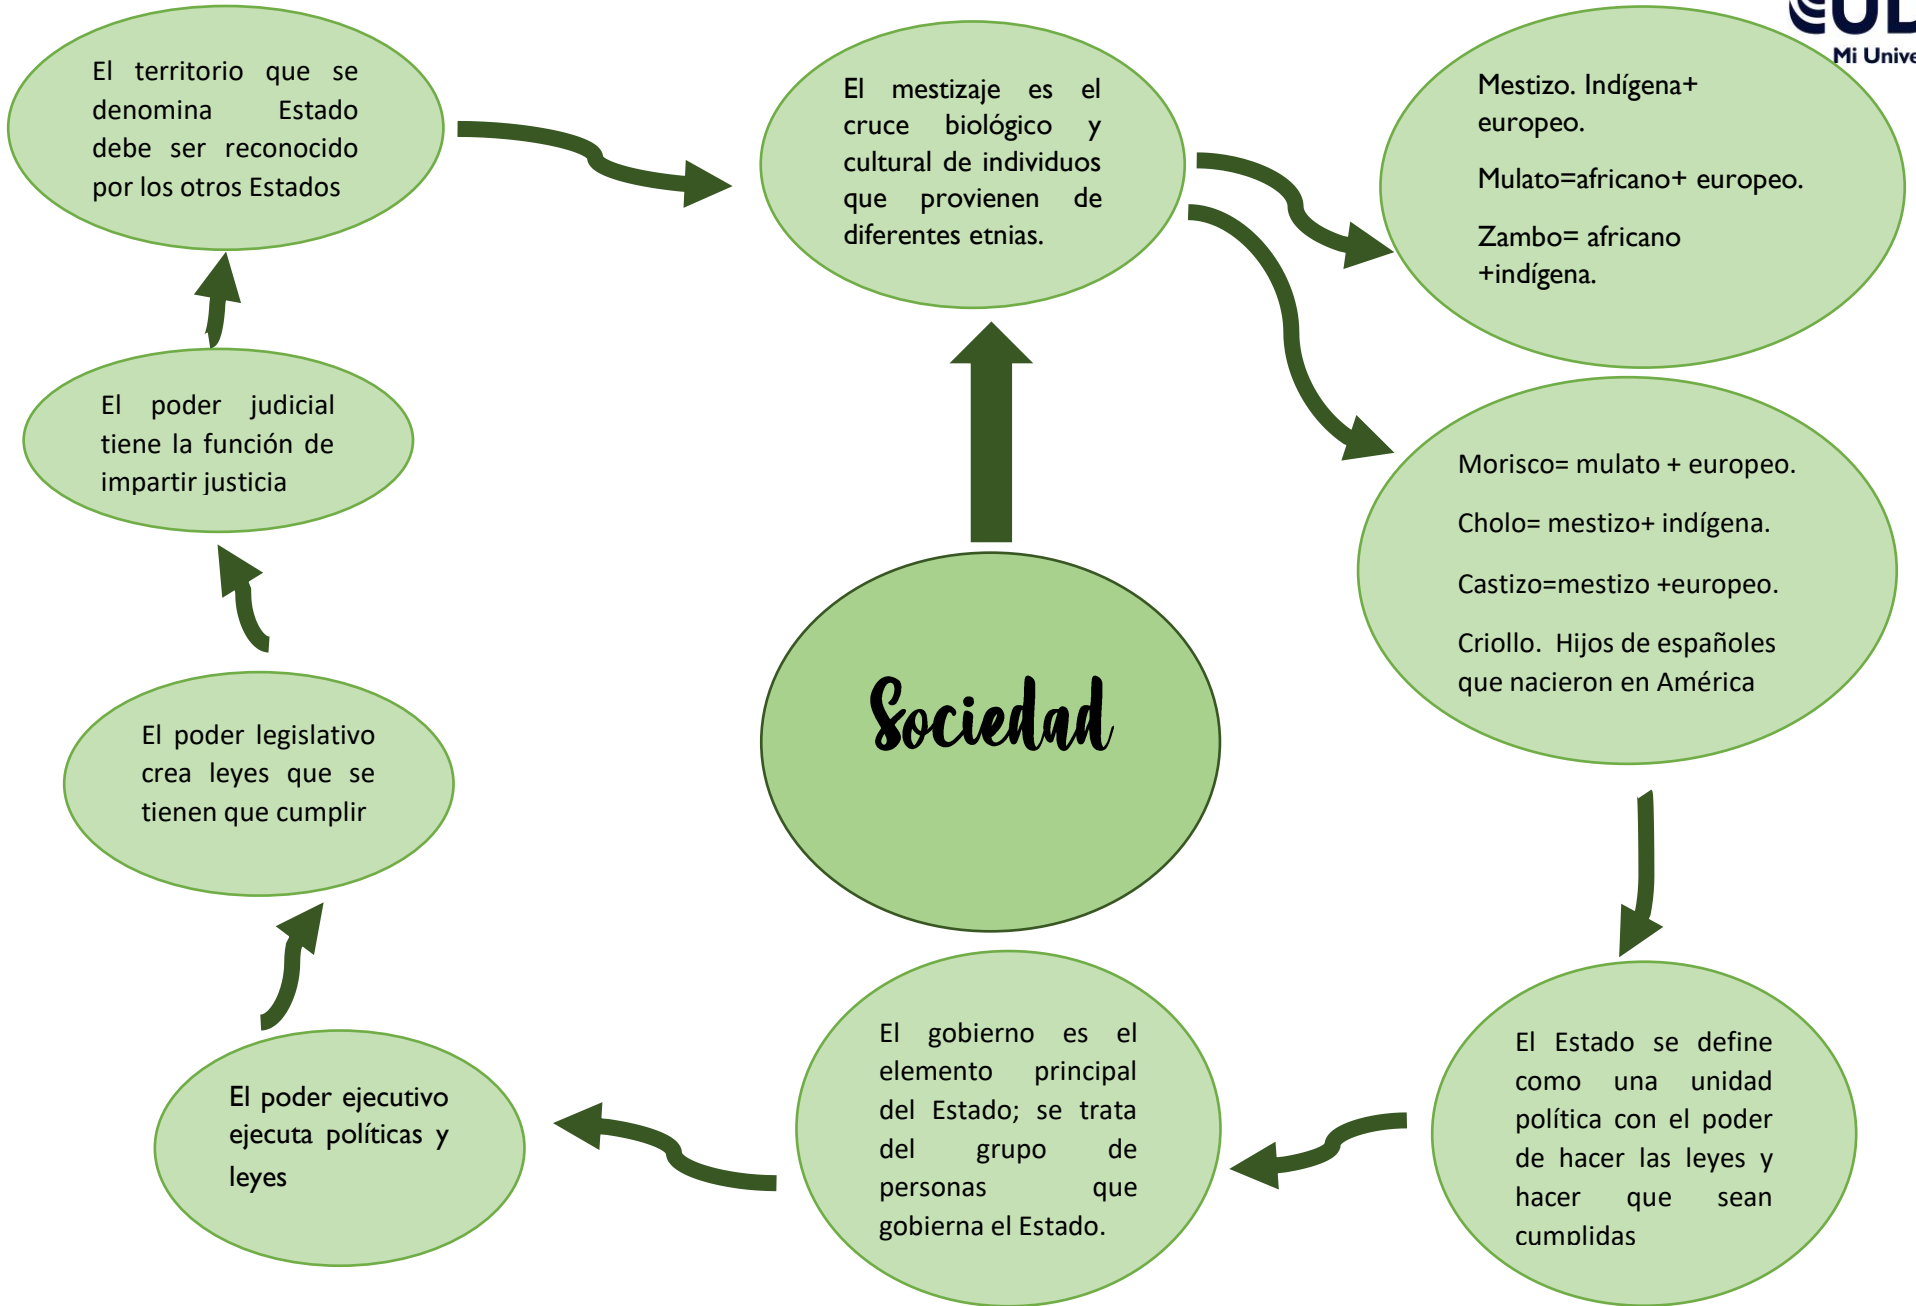 El territorio que se
denomina Estado
debe ser reconocido
por los otros Estados
El mestizaje es el
cruce biológico y
cultural de individuos
que provienen de
diferentes etnias.
Mi Unive
Mestizo. Indígena+
europeo.
Mulato=africano+ europeo.
Zambo= africano
+indígena.
El poder judicial
tiene la función de
impartir justicia
Morisco= mulato + europeo.
Cholo= mestizo+ indígena.
Castizo=mestizo +europeo.
Criollo. Hijos de españoles
que nacieron en América
Sociedad
El poder legislativo
crea leyes que se
tienen que cumplir
El Estado se define
como una unidad
política con el poder
de hacer las leyes y
hacer que sean
cumplidas
El gobierno es el
elemento principal
del Estado; se trata
del grupo de
personas que
gobierna el Estado.
El poder ejecutivo
ejecuta políticas y
leyes